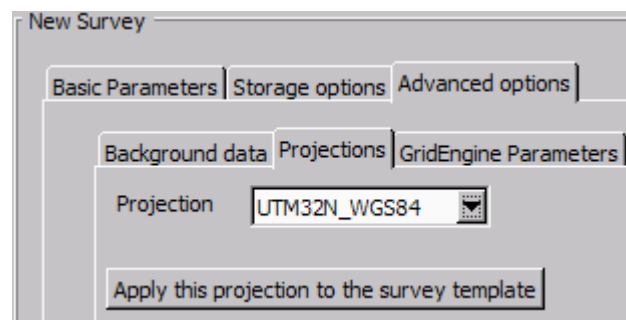 New Survey
Basic Parameters Storage options Advanced options
Background data Projections GridEngine Parameters
Projection UTM32N_WGS84
Apply this projection to the survey template